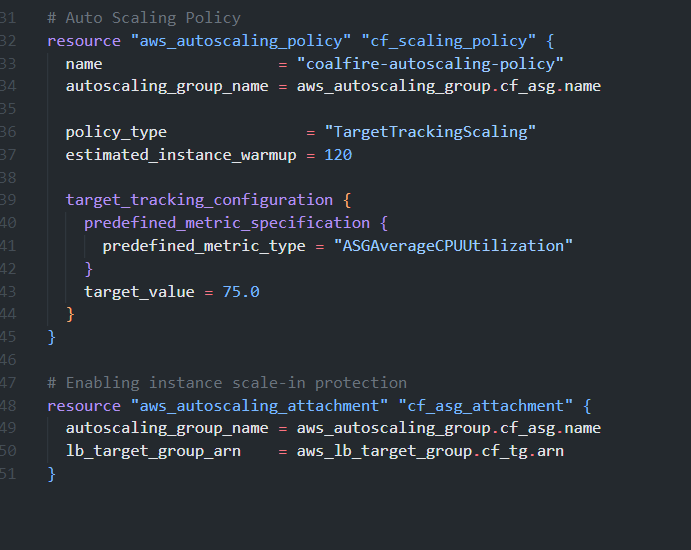 31 # Auto Scaling Policy
32 resource "aws_autoscaling_policy" "cf_scaling_policy" {
33   name                   = "coalfire-autoscaling-policy"
34   autoscaling_group_name = aws_autoscaling_group.cf_asg.name
35
36   policy_type               = "TargetTrackingScaling"
37   estimated_instance_warmup = 120
38
39   target_tracking_configuration {
40     predefined_metric_specification {
41       predefined_metric_type = "ASGAverageCPUUtilization"
42     }
43     target_value = 75.0
44   }
45 }
46
47 # Enabling instance scale-in protection
48 resource "aws_autoscaling_attachment" "cf_asg_attachment" {
49   autoscaling_group_name = aws_autoscaling_group.cf_asg.name
50   lb_target_group_arn    = aws_lb_target_group.cf_tg.arn
51 }